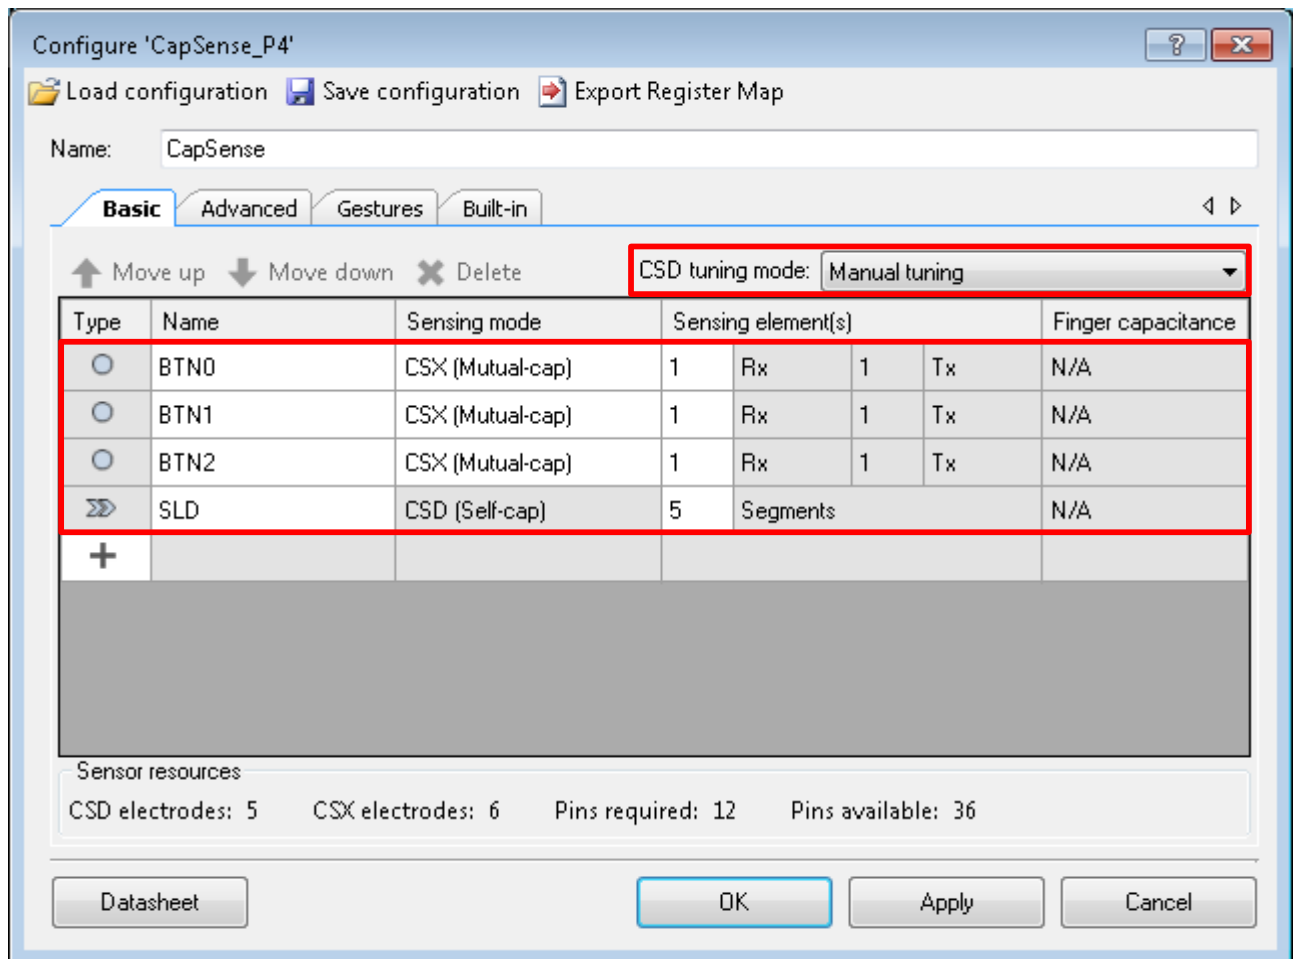 Configure 'CapSense_P4'
Load configuration Save configuration Export Register Map
Name: CapSense
Basic Advanced Gestures Built-in
Move up Move down Delete CSD tuning mode: Manual tuning
Type Name Sensing mode Sensing element(s) Finger capacitance
BTN0 CSX (Mutual-cap) 1 Rx 1 Tx N/A
BTN1 CSX (Mutual-cap) 1 Rx 1 Tx N/A
BTN2 CSX (Mutual-cap) 1 Rx 1 Tx N/A
SLD CSD (Self-cap) 5 Segments N/A
Sensor resources
CSD electrodes: 5 CSX electrodes: 6 Pins required: 12 Pins available: 36
Datasheet OK Apply Cancel